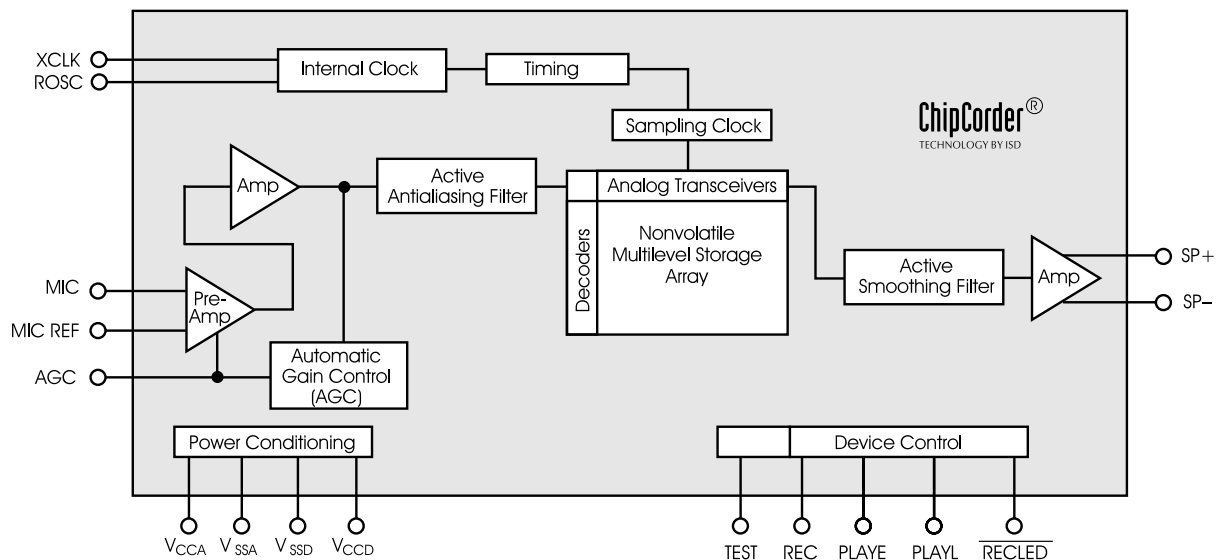 XCLK
ROSC
Internal Clock
Timing
Sampling Clock
ChipCorder®
TECHNOLOGY BY ISD
Amp
Active
Antialiasing Filter
Analog Transceivers
Decoders
Nonvolatile
Multilevel Storage
Array
Active
Smoothing Filter
Amp
SP+
SP–
MIC
MIC REF
Pre-
Amp
AGC
Automatic
Gain Control
(AGC)
Power Conditioning
Device Control
VCCA
VSSA
VSSD
VCCD
TEST
REC
PLAYE
PLAYL
RECLED